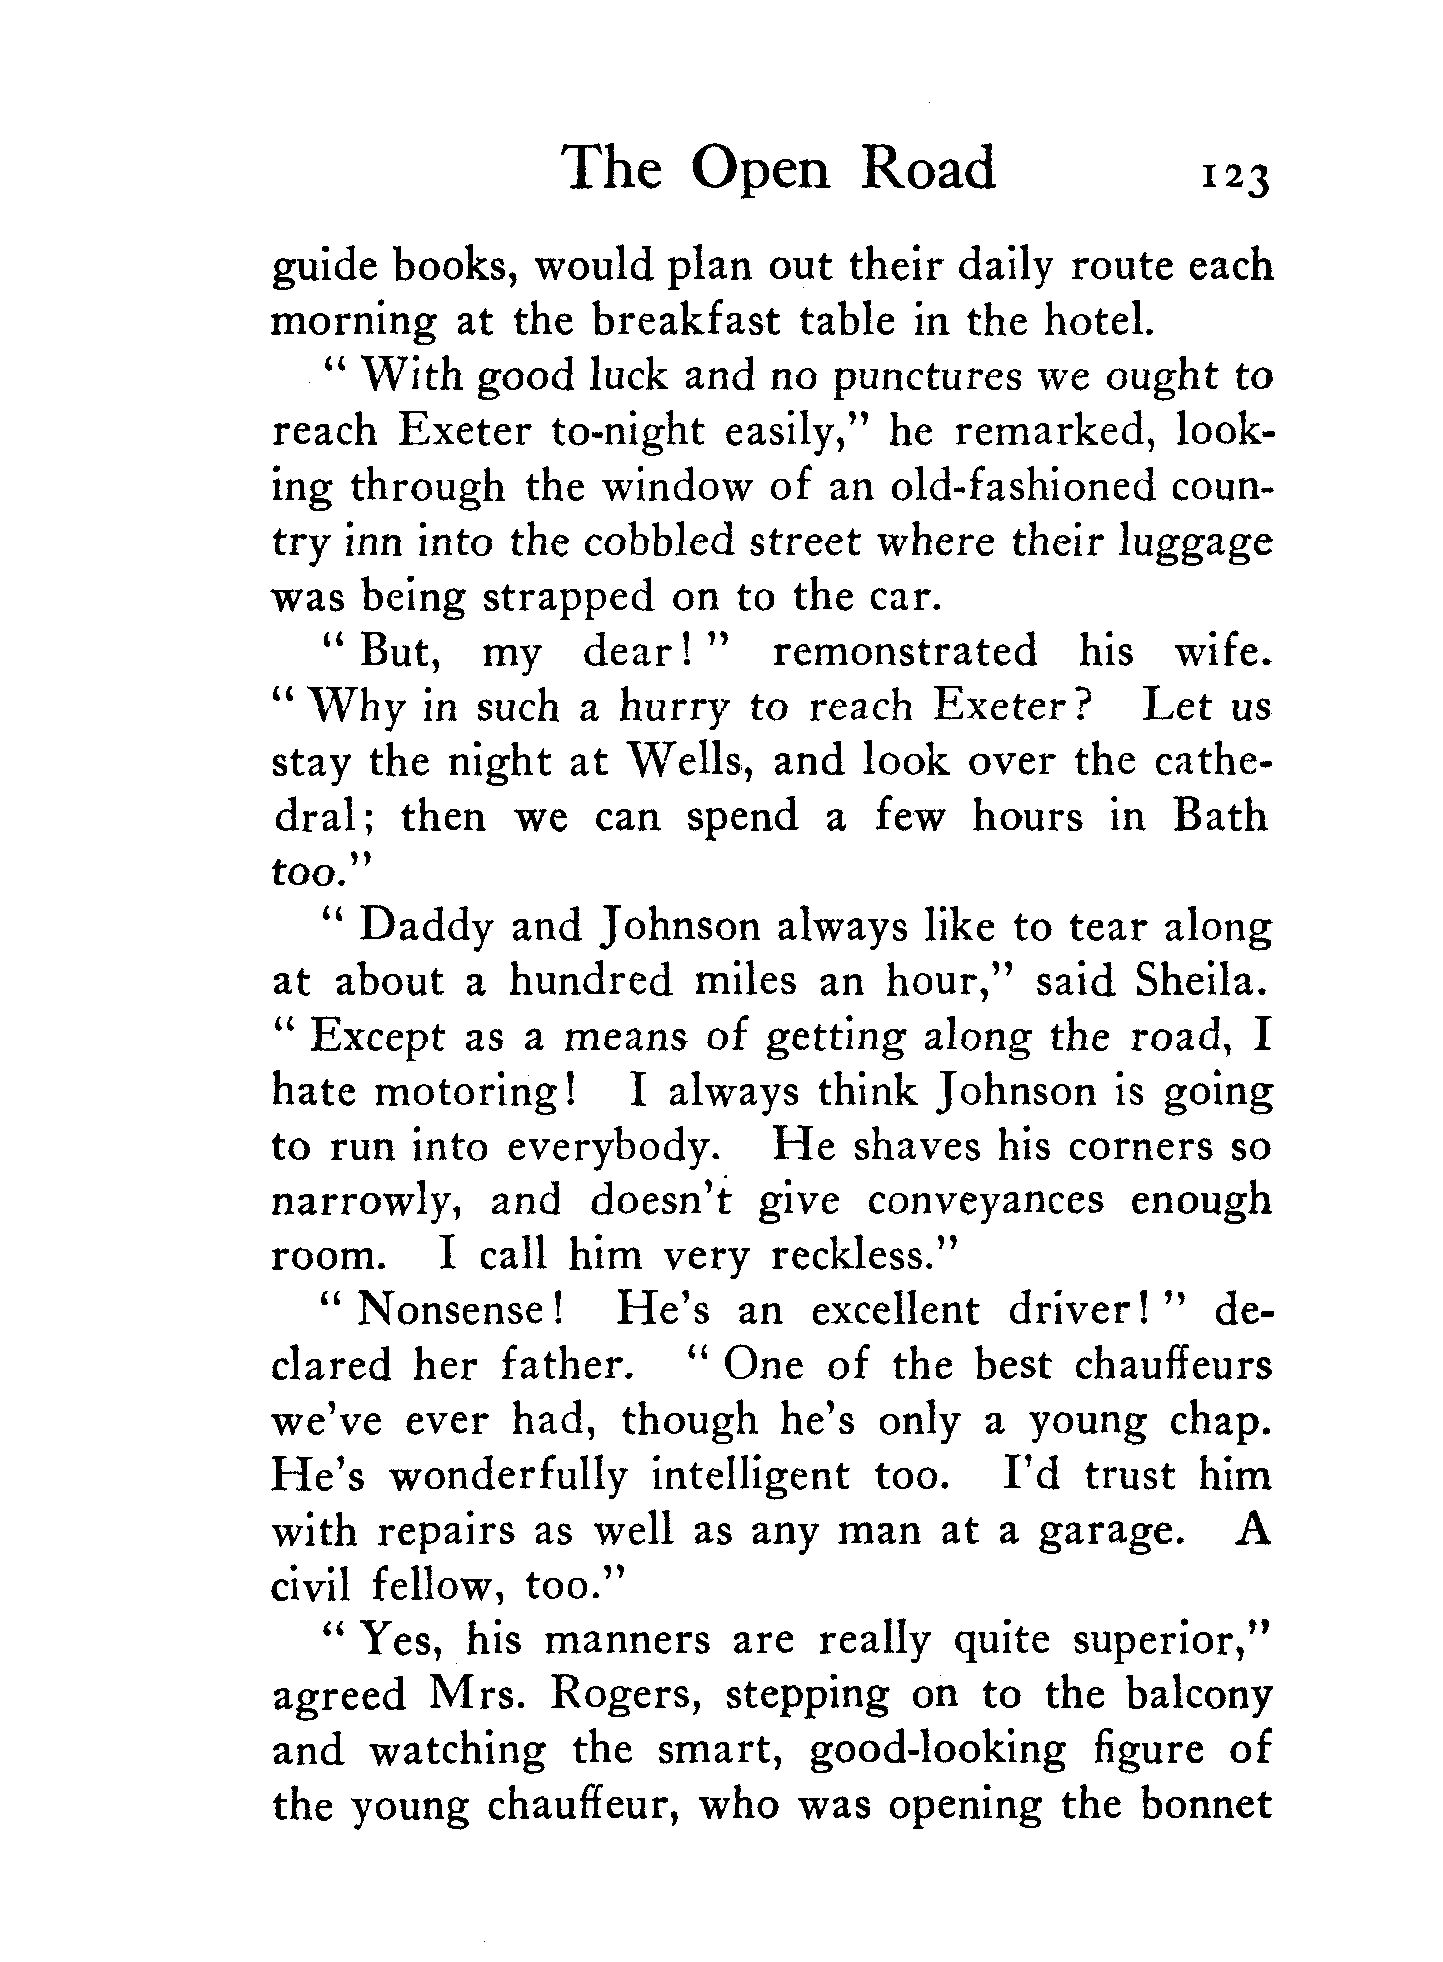 The Open Road 123
guide books, would plan out their daily route each
morning at the breakfast table in the hotel.
“ With good luck and no punctures we ought to
reach Exeter to-night easily,” he remarked, look-
ing through the window of an old-fashioned coun-
try inn into the cobbled street where their luggage
was being strapped on to the car.
“ But, my dear! ” remonstrated his wife.
“ Why in such a hurry to reach Exeter? Let us
stay the night at Wells, and look over the cathe-
dral; then we can spend a few hours in Bath
too.”
“ Daddy and Johnson always like to tear along
at about a hundred miles an hour,” said Sheila.
“ Except as a means of getting along the road, I
hate motoring! I always think Johnson is going
to run into everybody. He shaves his corners so
narrowly, and doesn't give conveyances enough
room. I call him very reckless.”
“ Nonsense! He's an excellent driver! ” de-
clared her father. “ One of the best chauffeurs
we've ever had, though he's only a young chap.
He's wonderfully intelligent too. I'd trust him
with repairs as well as any man at a garage. A
civil fellow, too.”
“ Yes, his manners are really quite superior,”
agreed Mrs. Rogers, stepping on to the balcony
and watching the smart, good-looking figure of
the young chauffeur, who was opening the bonnet